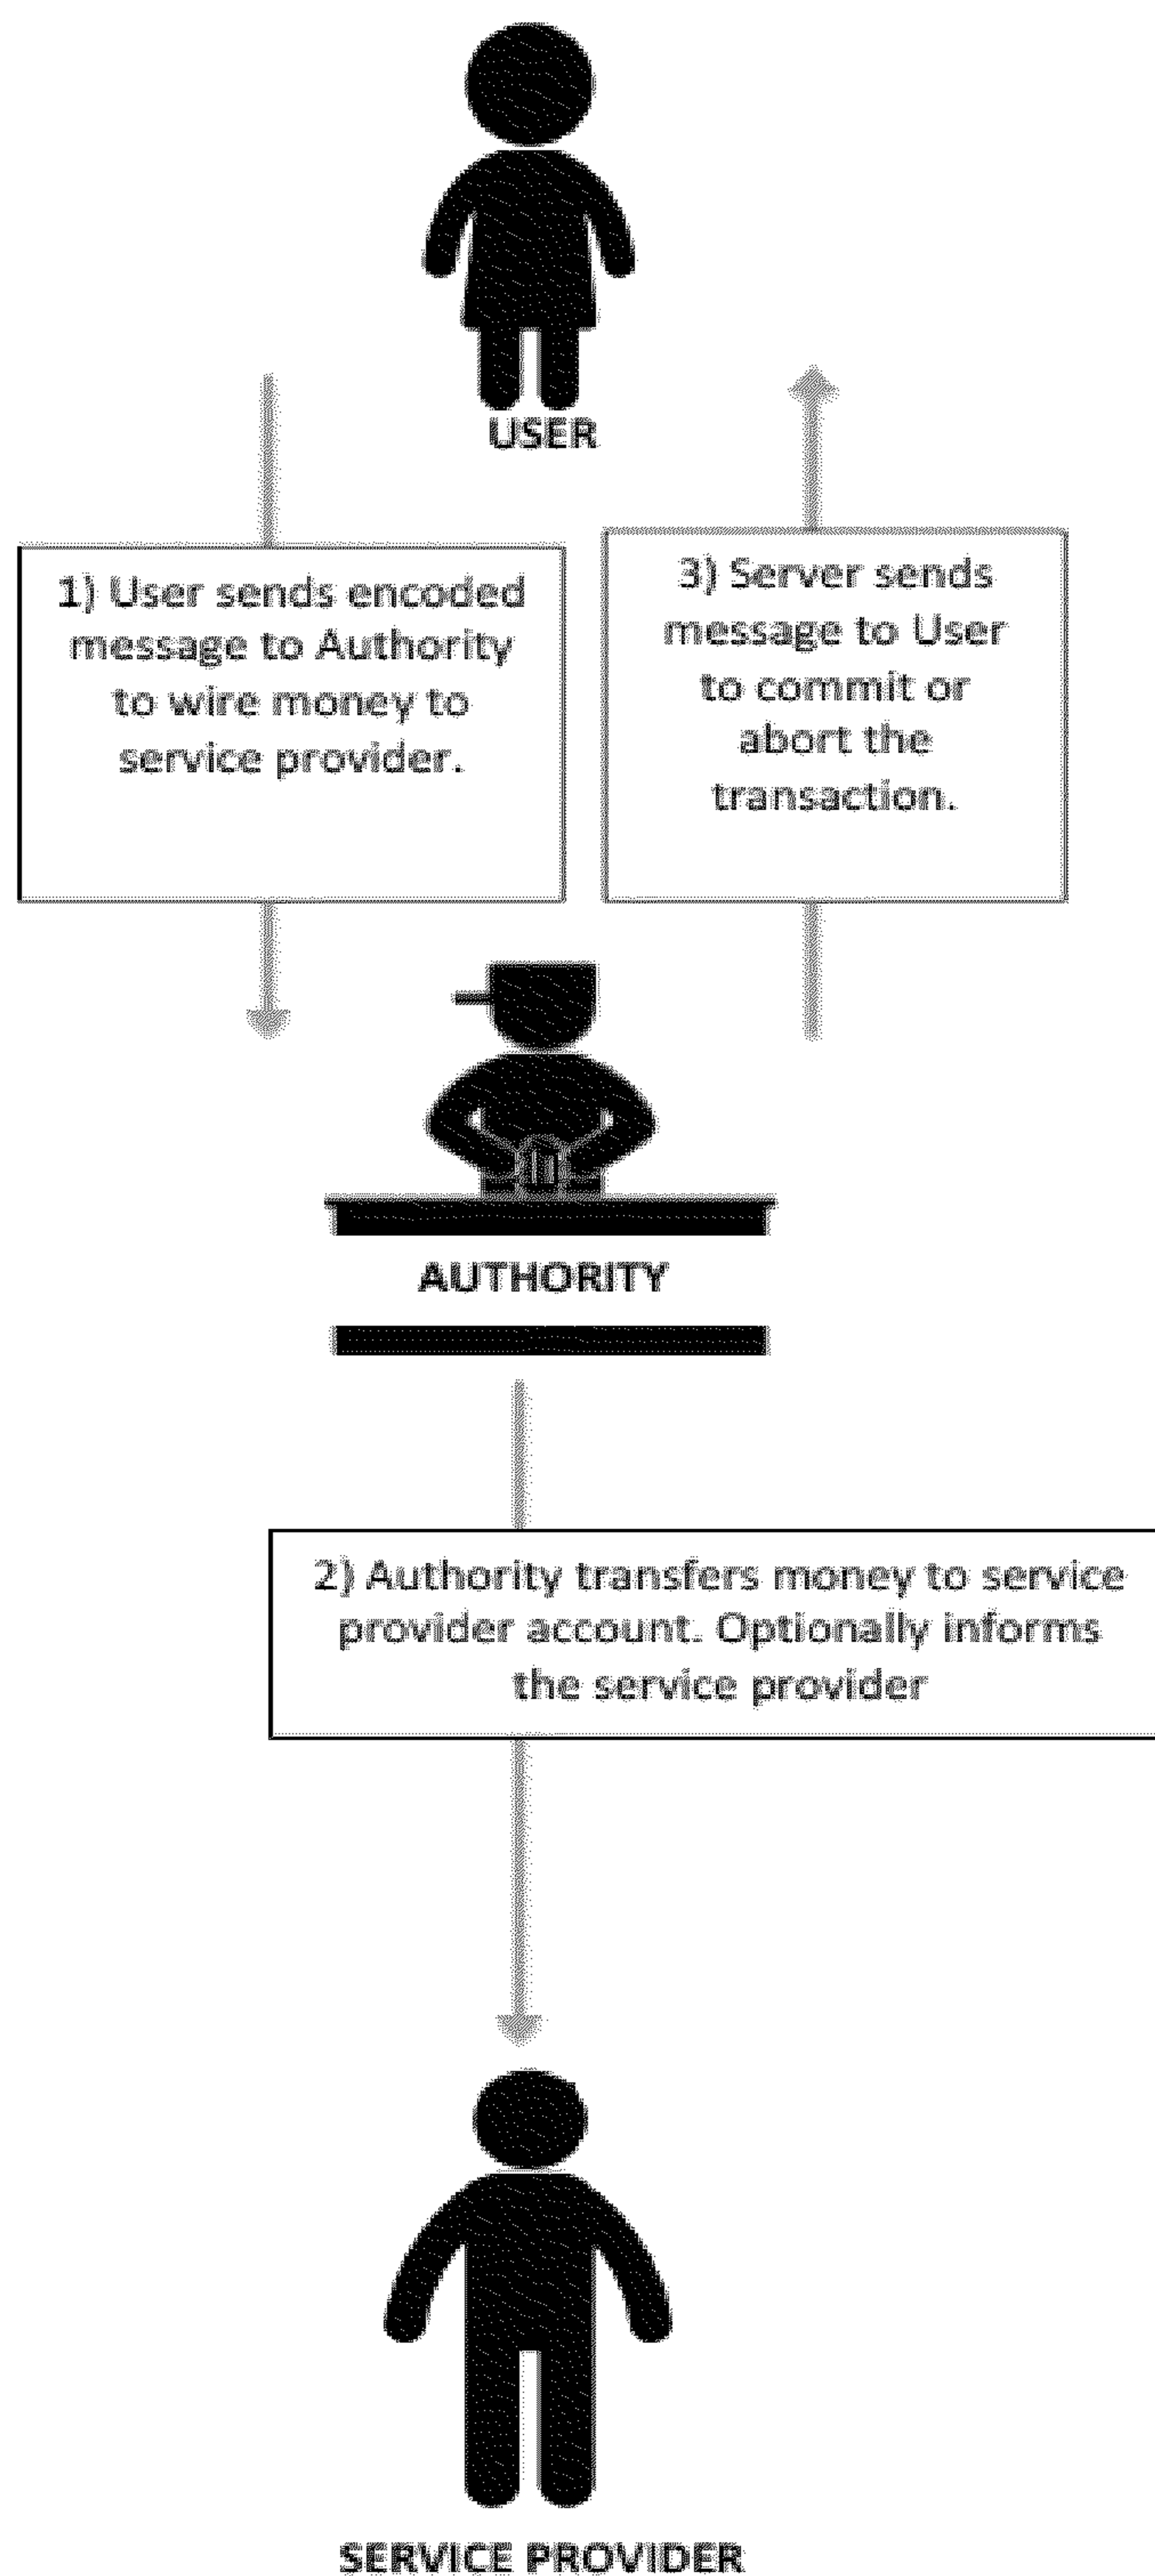 USER
1) User sends encoded
message to Authority
to wire money to
service provider.
3) Server sends
message to User
to commit or
abort the
transaction.
AUTHORITY
2) Authority transfers money to service
provider account. Optionally informs
the service provider
SERVICE PROVIDER